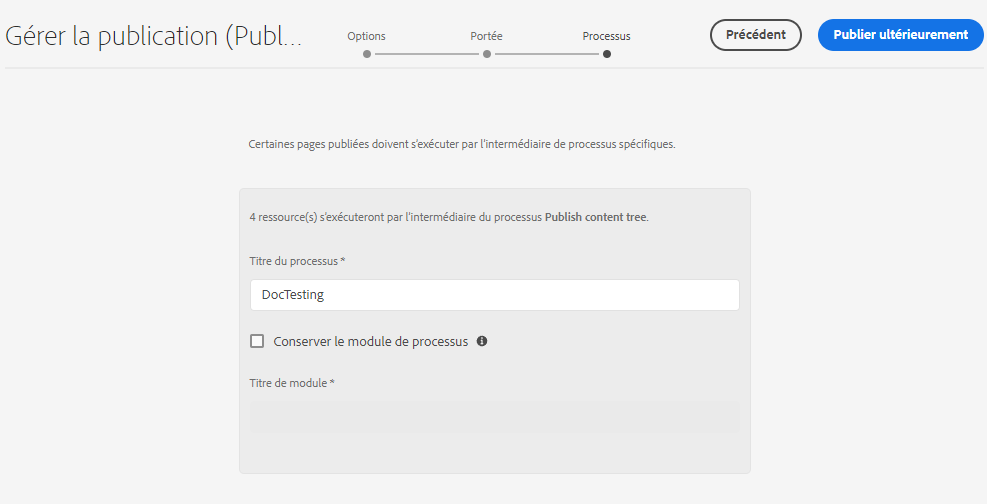 Gérer la publication (Publ...
Options
Portée
Processus
Précédent
Publier ultérieurement
Certaines pages publiées doivent s'exécuter par l'intermédiaire de processus spécifiques.
4 ressource(s) s'exécuteront par l'intermédiaire du processus Publish content tree.
Titre du processus *
DocTesting
Conserver le module de processus
Titre de module *